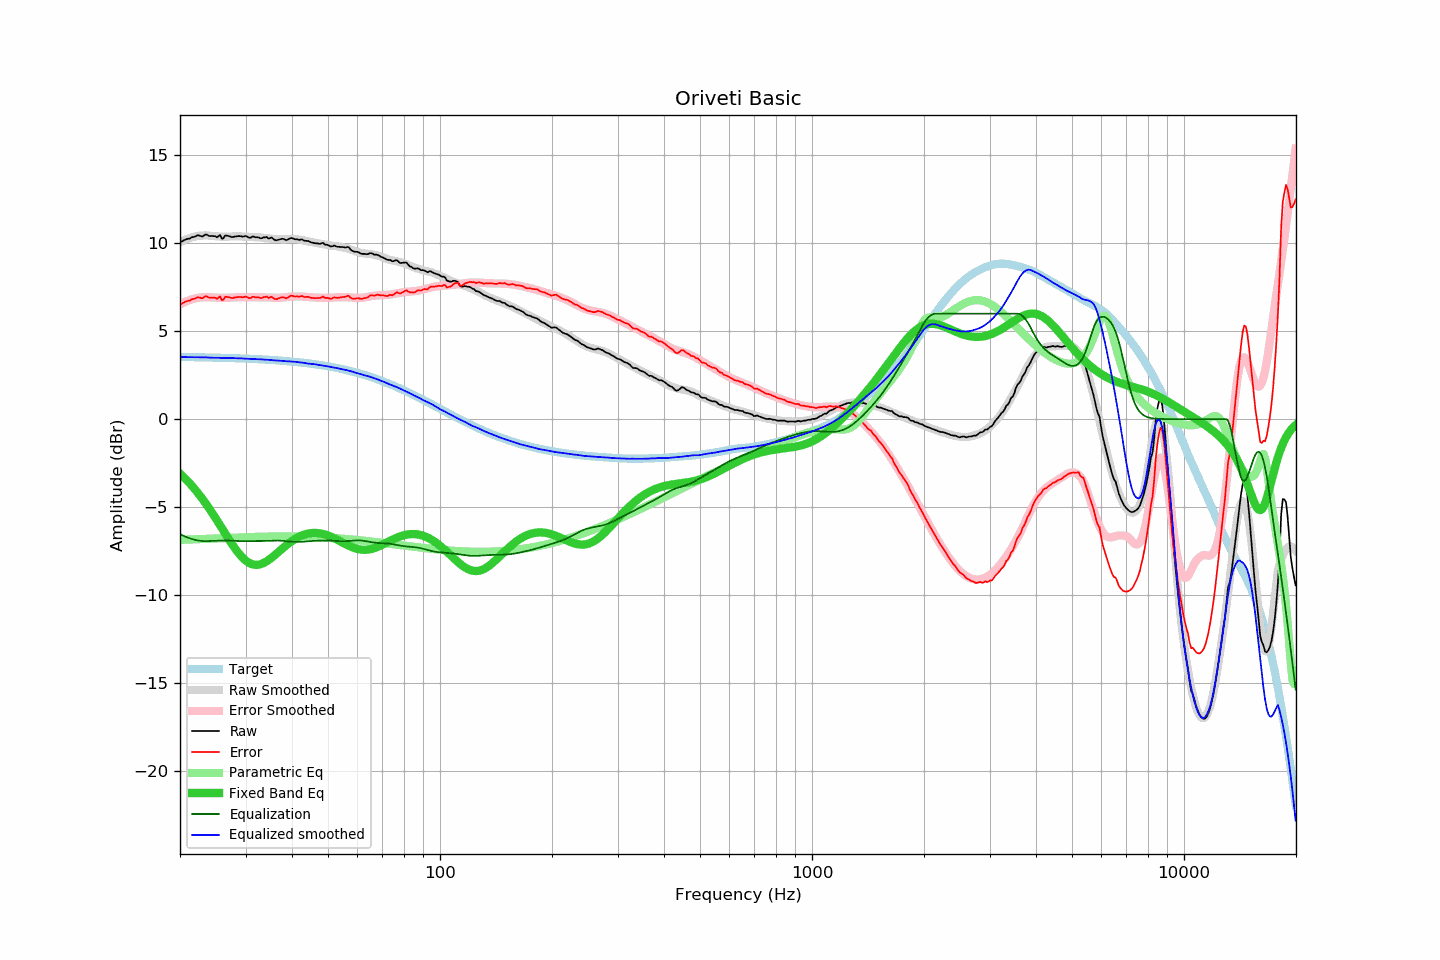 Oriveti Basic
Amplitude (dBr)
15
10
5
0
−5
−10
−15
−20
Target
Raw Smoothed
Error Smoothed
Raw
Error
Parametric Eq
Fixed Band Eq
Equalization
Equalized smoothed
100 1000 10000
Frequency (Hz)